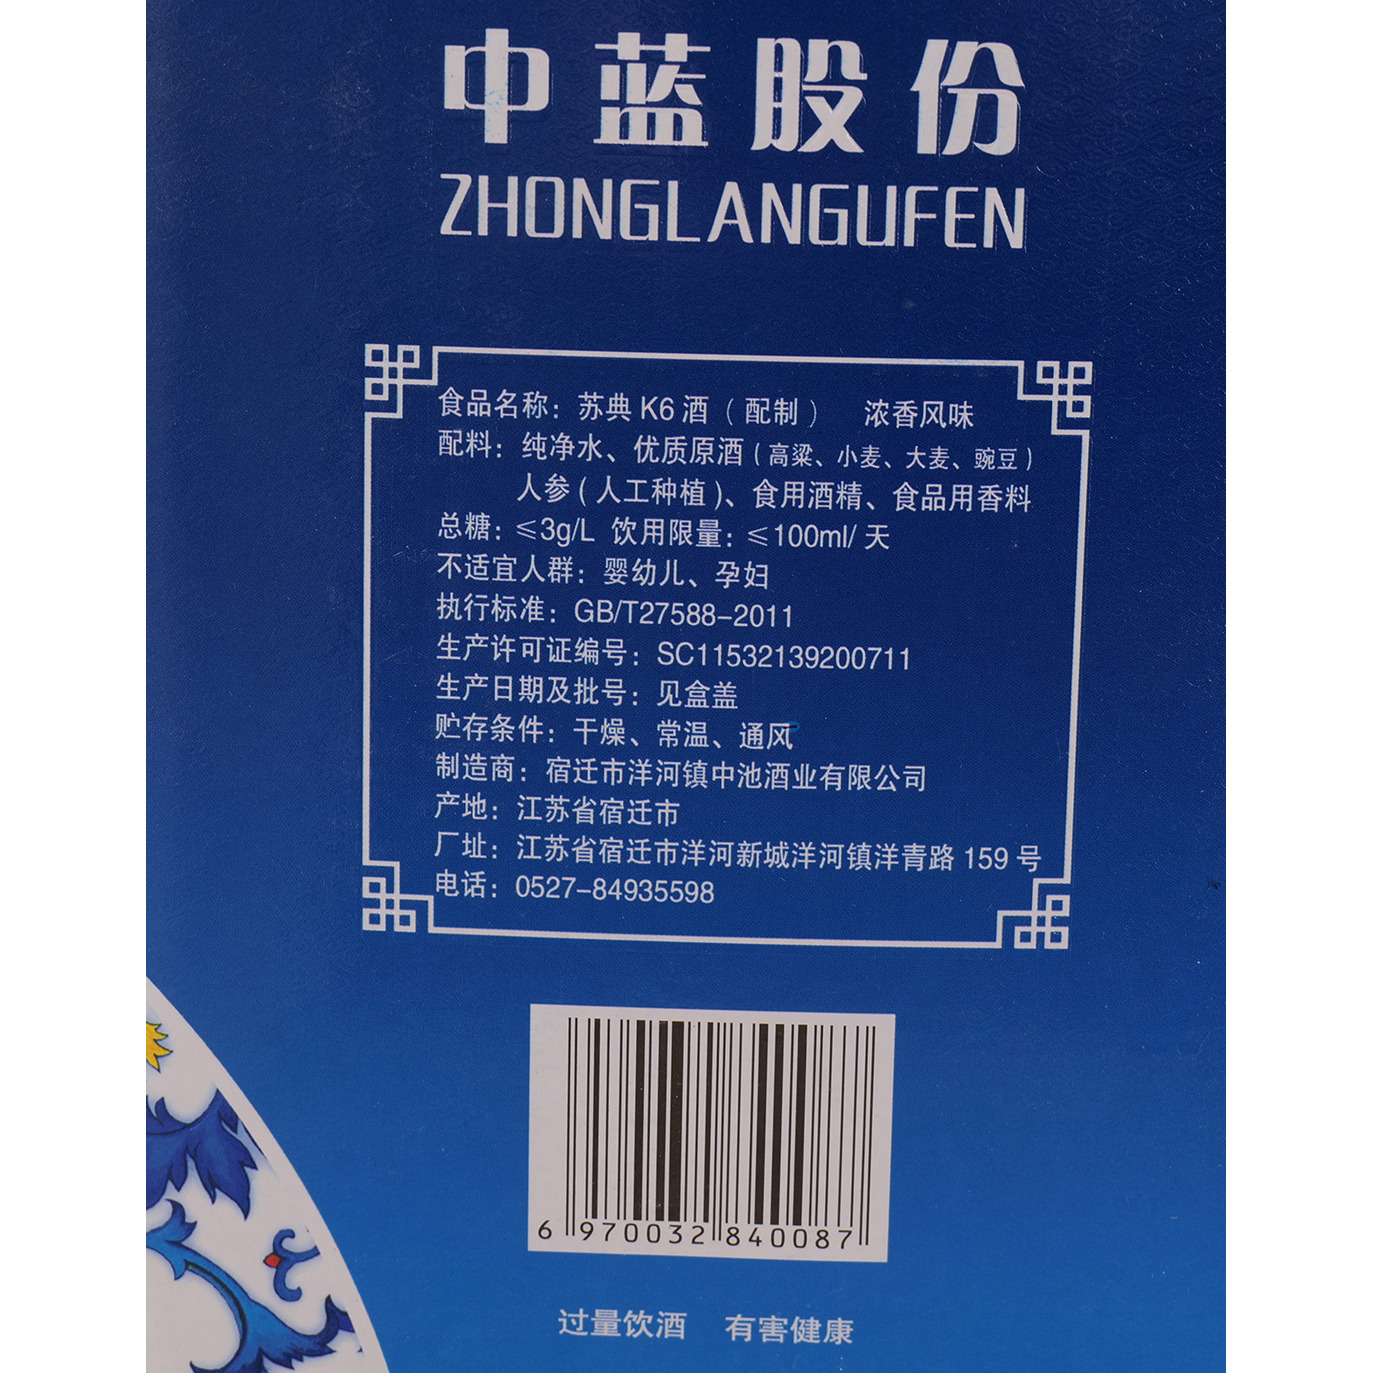 中蓝股份
ZHONGLANGUFEN
食品名称：苏典K6酒（配制） 浓香风味
配料：纯净水、优质原酒（高粱、小麦、大麦、豌豆）
人参(人工种植)、食用酒精、食品用香料
总糖：≤3g/L 饮用限量：≤100ml/天
不适宜人群：婴幼儿、孕妇
执行标准：GB/T27588-2011
生产许可证编号：SC11532139200711
生产日期及批号：见盒盖
贮存条件：干燥、常温、通风
制造商：宿迁市洋河镇中池酒业有限公司
产地：江苏省宿迁市
厂址：江苏省宿迁市洋河新城洋河镇洋青路159号
电话：0527-84935598
6 970032 840087
过量饮酒 有害健康